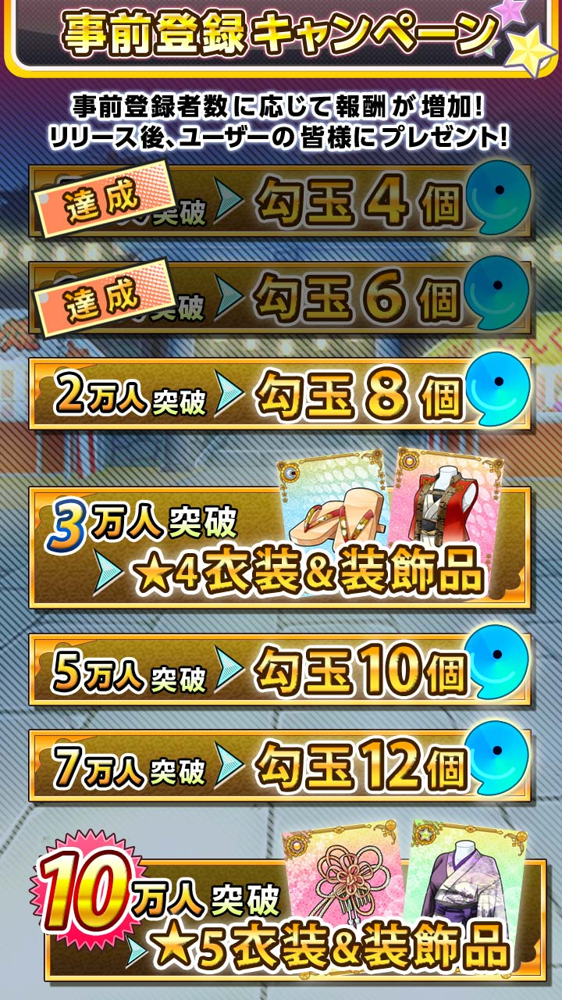 事前登録キャンペーン
事前登録者数に応じて報酬が増加!
リリース後、ユーザーの皆様にプレゼント!
達成 突破 勾玉4個
達成 突破 勾玉6個
2万人突破 勾玉8個
3万人突破
★4衣装&装飾品
5万人突破 勾玉10個
7万人突破 勾玉12個
10万人突破
★5衣装&装飾品